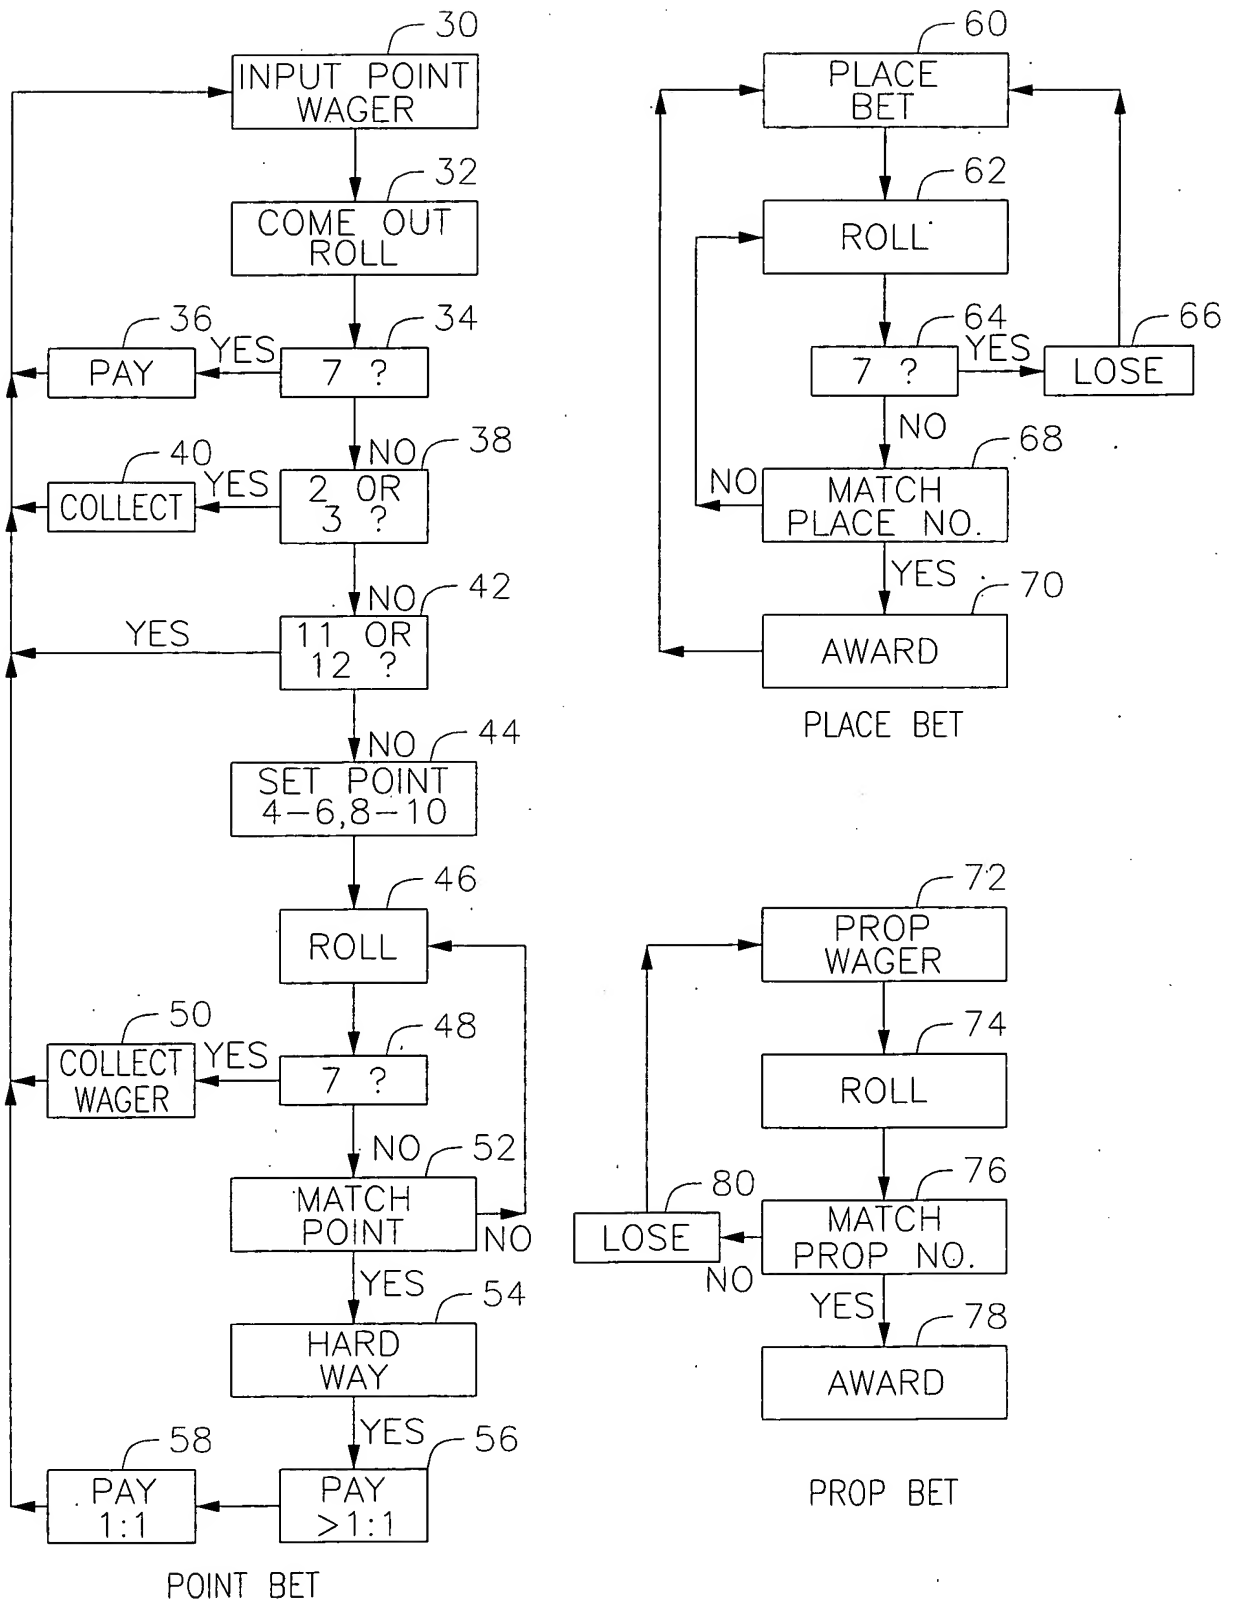 30
INPUT POINT
WAGER
32
COME OUT
ROLL
36
PAY
YES
34
7 ?
NO
38
40
COLLECT
YES
2 OR
3 ?
NO
42
YES
11 OR
12 ?
NO
44
SET POINT
4-6,8-10
46
ROLL
50
COLLECT
WAGER
YES
48
7 ?
NO
52
MATCH
POINT
NO
YES
54
HARD
WAY
YES
58
PAY
1:1
56
PAY
>1:1
POINT BET
60
PLACE
BET
62
ROLL
64
7 ?
YES
66
LOSE
NO
68
MATCH
PLACE NO.
NO
YES
70
AWARD
PLACE BET
72
PROP
WAGER
74
ROLL
76
MATCH
PROP NO.
80
LOSE
NO
YES
78
AWARD
PROP BET